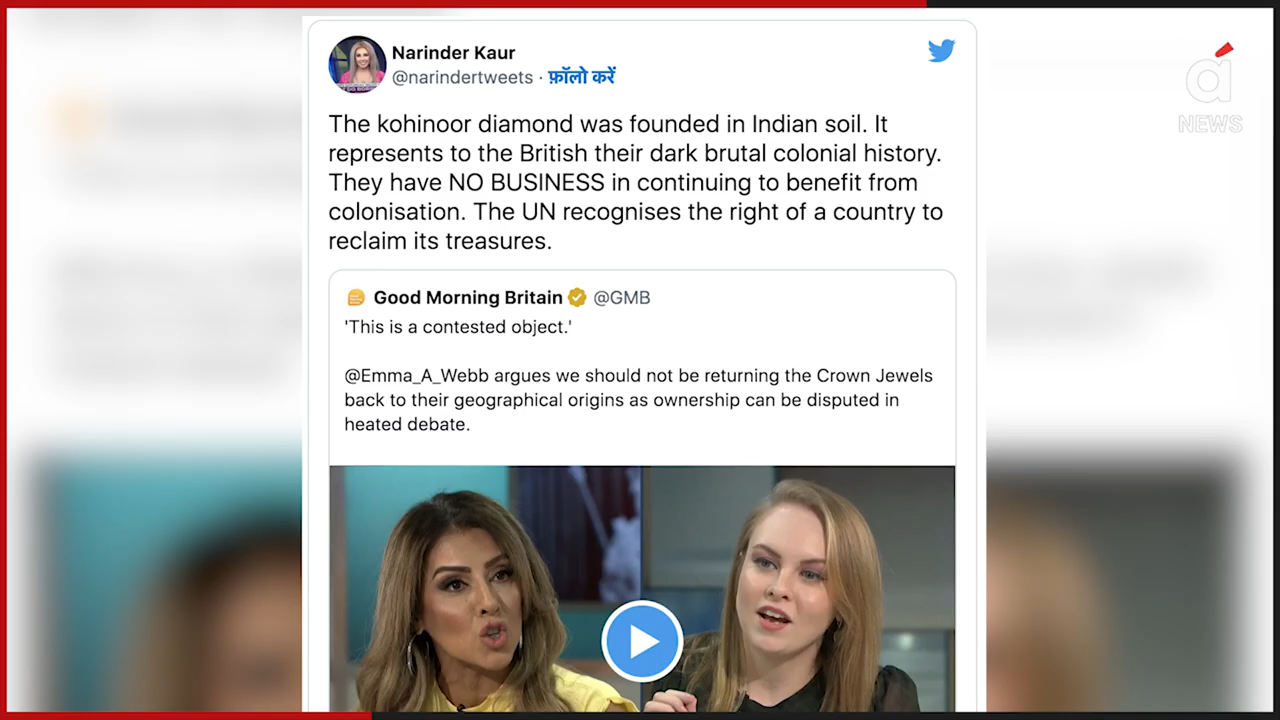 Narinder Kaur
@narindertweets · फ़ॉलो करें
The kohinoor diamond was founded in Indian soil. It
represents to the British their dark brutal colonial history.
They have NO BUSINESS in continuing to benefit from
colonisation. The UN recognises the right of a country to
reclaim its treasures.
Good Morning Britain @GMB
'This is a contested object.'
@Emma_A_Webb argues we should not be returning the Crown Jewels
back to their geographical origins as ownership can be disputed in
heated debate.
á
NEWS